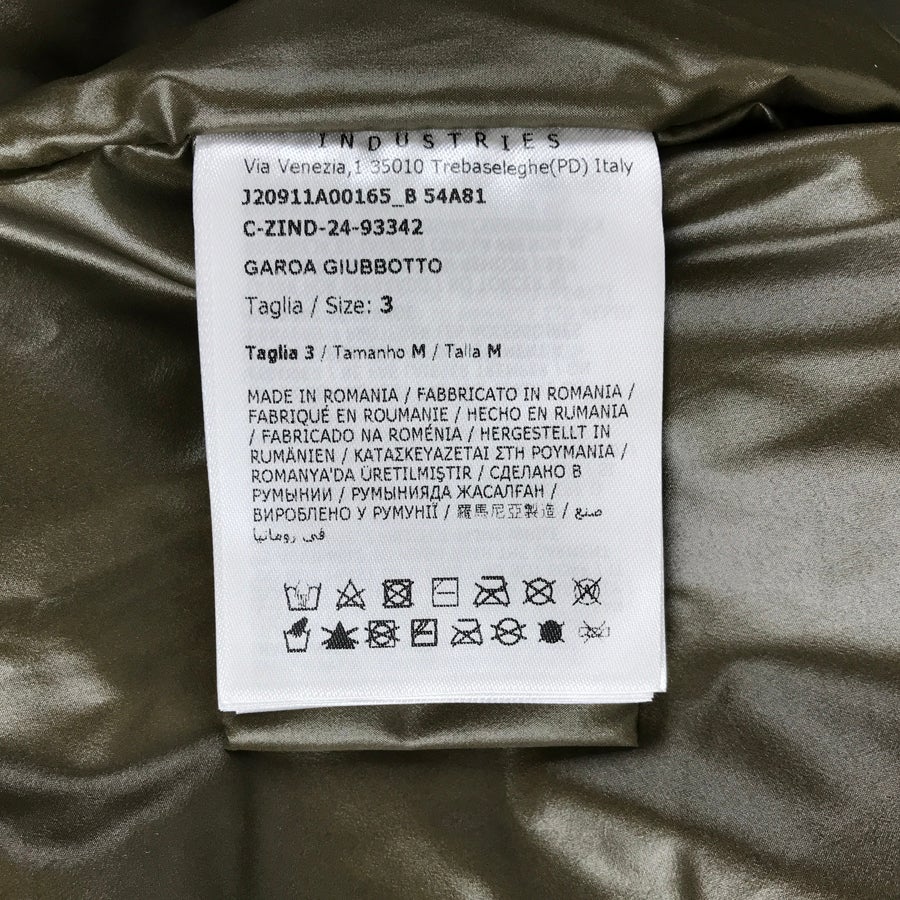 INDUSTRIES
Via Venezia,1 35010 Trebaseleghe(PD) Italy
J20911A00165_B 54A81
C-ZIND-24-93342
GAROA GIUBBOTTO
Taglia / Size: 3
Taglia 3 / Tamanho M / Talla M
MADE IN ROMANIA / FABBRICATO IN ROMANIA /
FABRIQUÉ EN ROUMANIE / HECHO EN RUMANIA
/ FABRICADO NA ROMÉNIA / HERGESTELLT IN
RUMÄNIEN / ΚΑΤΑΣΚΕΥΑΖΕΤΑΙ ΣΤΗ ΡΟΥΜΑΝΙΑ /
ROMANYA'DA ÜRETILMIŞTIR / СДЕЛАНО В
РУМЫНИИ / РУМЫНИЯДА ЖАСАЛҒАН /
ВИРОБЛЕНО У РУМУНІЇ / 羅馬尼亞製造 / صنع
في رومانيا